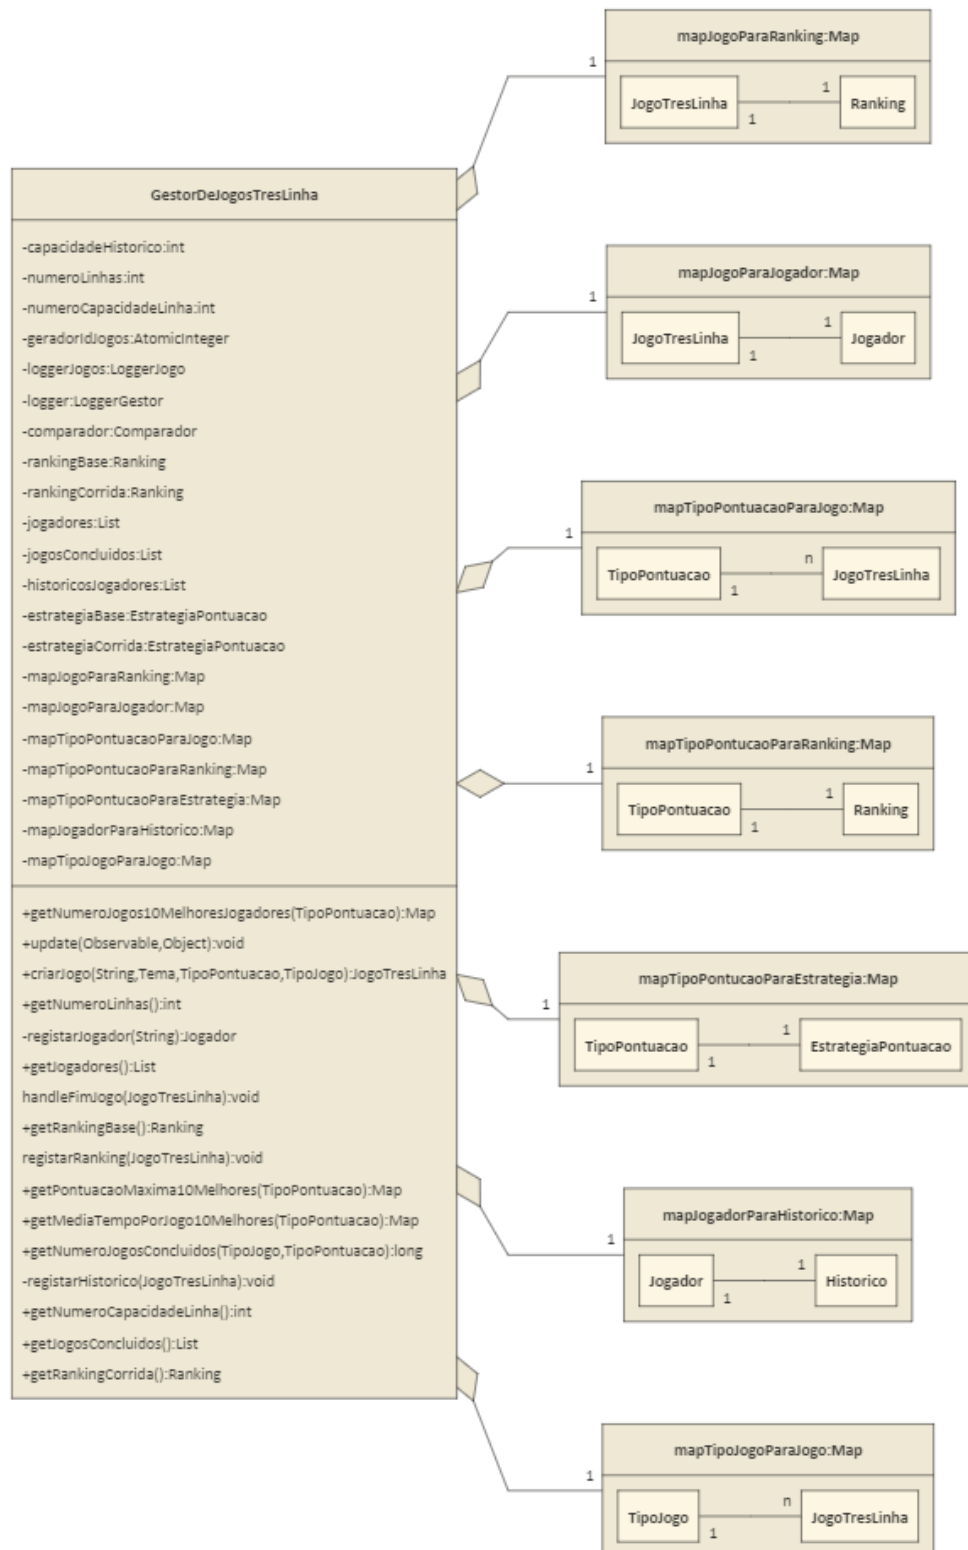 mapJogoParaRanking:Map
1
JogoTresLinha
1
1
Ranking
GestorDeJogosTresLinha
-capacidadeHistorico:int
-numeroLinhas:int
-numeroCapacidadeLinha:int
-geradorIdJogos:AtomicInteger
-loggerJogos:LoggerJogo
-logger:LoggerGestor
-comparador:Comparador
-rankingBase:Ranking
-rankingCorrida:Ranking
-jogadores:List
-jogosConcluidos:List
-historicosJogadores:List
-estrategiaBase:EstrategiaPontuacao
-estrategiaCorrida:EstrategiaPontuacao
-mapJogoParaRanking:Map
-mapJogoParaJogador:Map
-mapTipoPontuacaoParaJogo:Map
-mapTipoPontucaoParaRanking:Map
-mapTipoPontucaoParaEstrategia:Map
-mapJogadorParaHistorico:Map
-mapTipoJogoParaJogo:Map
+getNumeroJogos10MelhoresJogadores(TipoPontuacao):Map
+update(Observable,Object):void
+criarJogo(String,Tema,TipoPontuacao,TipoJogo):JogoTresLinha
+getNumeroLinhas():int
-registarJogador(String):Jogador
+getJogadores():List
handleFimJogo(JogoTresLinha):void
+getRankingBase():Ranking
registarRanking(JogoTresLinha):void
+getPontuacaoMaxima10Melhores(TipoPontuacao):Map
+getMediaTempoPorJogo10Melhores(TipoPontuacao):Map
+getNumeroJogosConcluidos(TipoJogo,TipoPontuacao):long
-registarHistorico(JogoTresLinha):void
+getNumeroCapacidadeLinha():int
+getJogosConcluidos():List
+getRankingCorrida():Ranking
mapJogoParaJogador:Map
1
JogoTresLinha
1
1
Jogador
mapTipoPontuacaoParaJogo:Map
1
TipoPontuacao
1
n
JogoTresLinha
mapTipoPontucaoParaRanking:Map
1
TipoPontuacao
1
1
Ranking
mapTipoPontucaoParaEstrategia:Map
1
TipoPontuacao
1
1
EstrategiaPontuacao
mapJogadorParaHistorico:Map
1
Jogador
1
1
Historico
mapTipoJogoParaJogo:Map
1
TipoJogo
1
n
JogoTresLinha